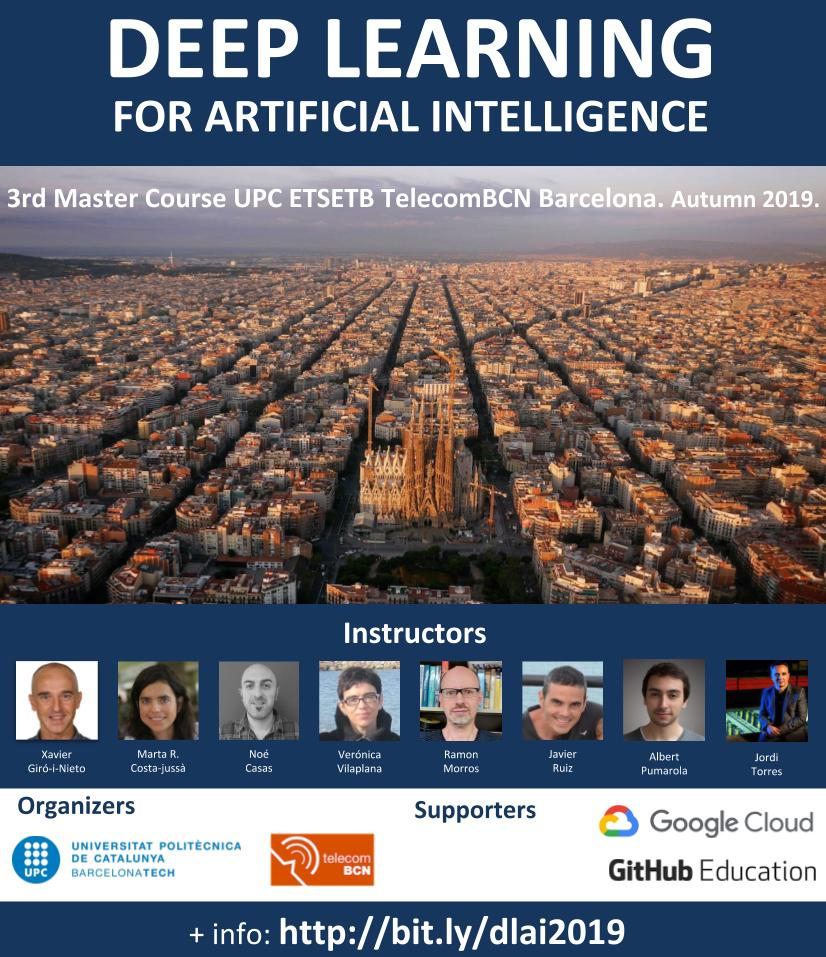 DEEP LEARNING
FOR ARTIFICIAL INTELLIGENCE
3rd Master Course UPC ETSETB TelecomBCN Barcelona. Autumn 2019.
Instructors
Xavier
Giró-i-Nieto
Marta R.
Costa-jussà
Noé
Casas
Verónica
Vilaplana
Ramon
Morros
Javier
Ruiz
Albert
Pumarola
Jordi
Torres
Organizers
UPC
UNIVERSITAT POLITÈCNICA
DE CATALUNYA
BARCELONATECH
telecom
BCN
Supporters
Google Cloud
GitHub Education
+ info: http://bit.ly/dlai2019